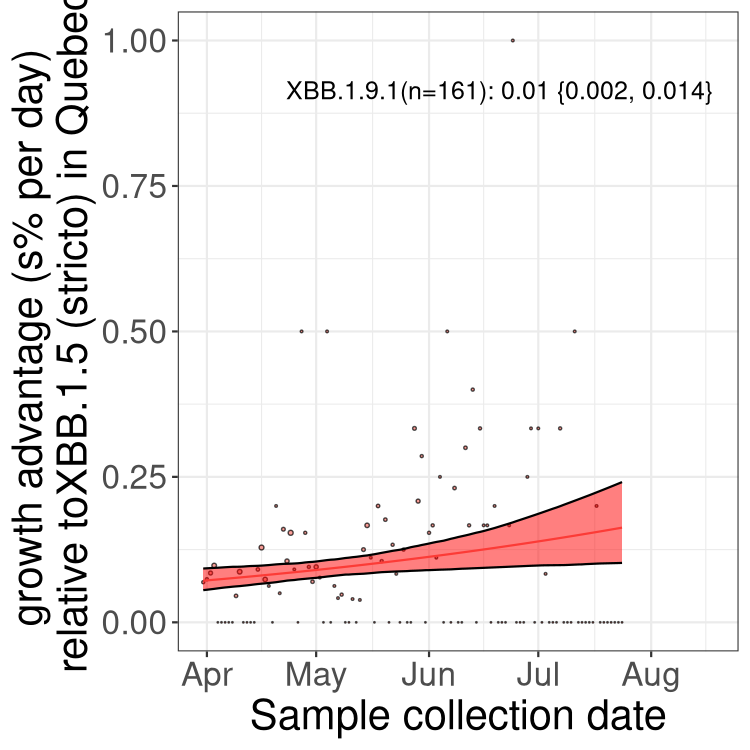 growth advantage (s% per day)
relative toXBB.1.5 (stricto) in Quebec
1.00
0.75
0.50
0.25
0.00
XBB.1.9.1(n=161): 0.01 {0.002, 0.014}
Apr May Jun Jul Aug
Sample collection date